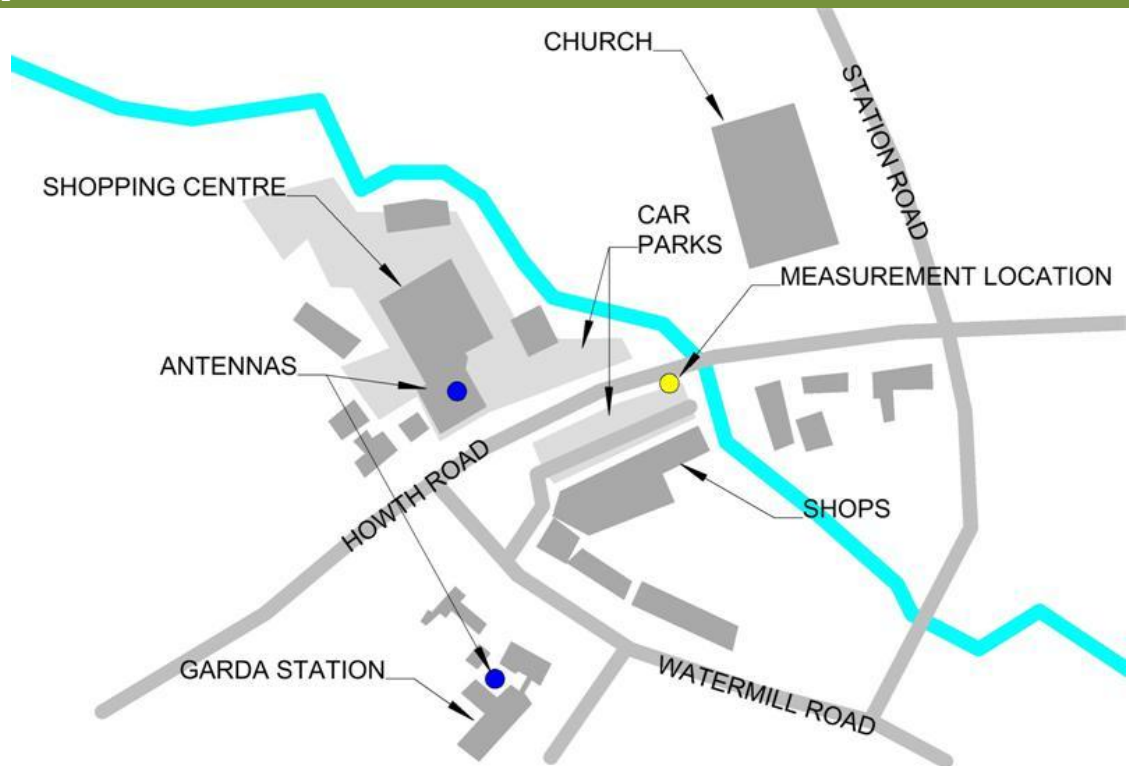 CHURCH
STATION ROAD
SHOPPING CENTRE
CAR
PARKS
MEASUREMENT LOCATION
ANTENNAS
HOWTH ROAD
SHOPS
GARDA STATION
WATERMILL ROAD